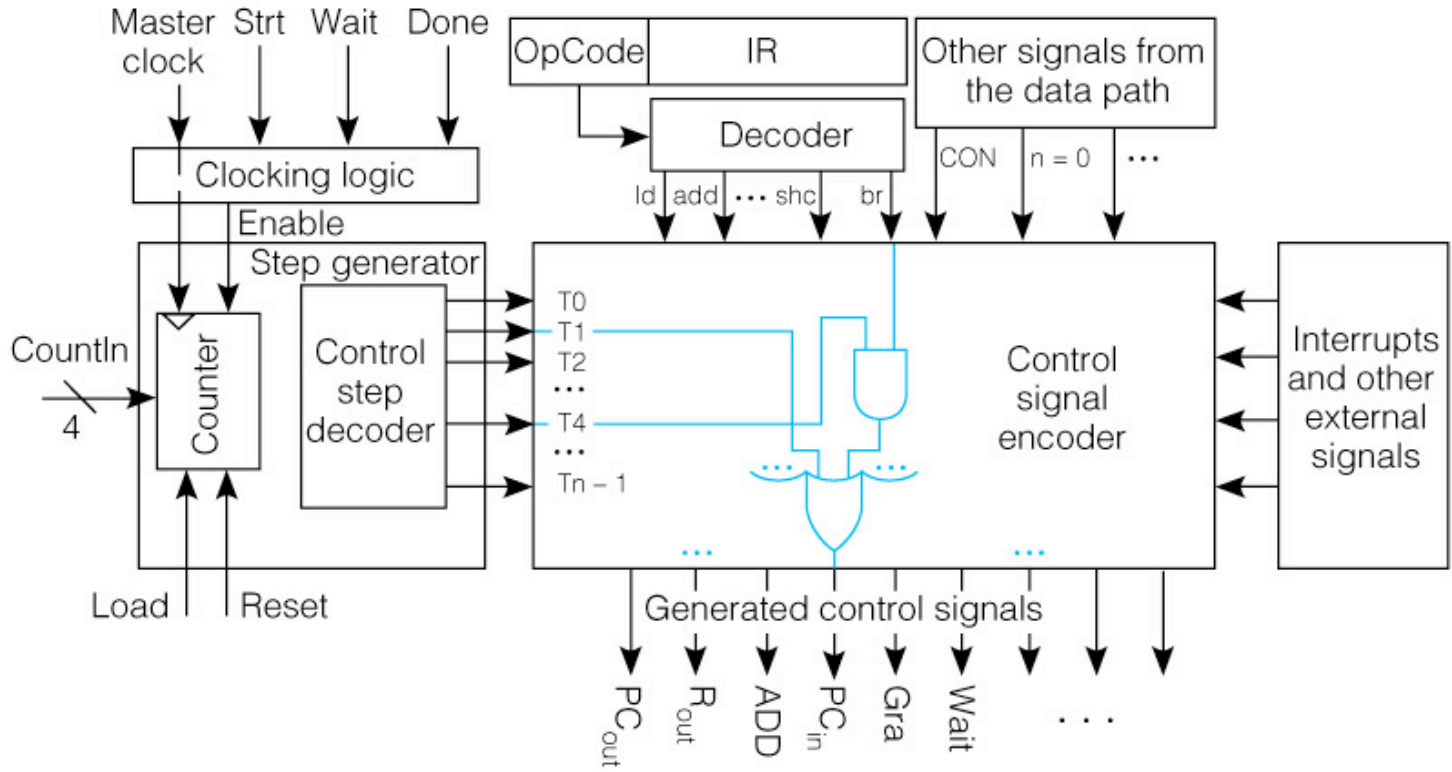 Master clock
Strt
Wait
Done
OpCode
IR
Other signals from
the data path
Decoder
Clocking logic
CON
n = 0
...
ld
add
...
shc
br
Enable
Step generator
CountIn
4
Counter
Control
step
decoder
T0
T1
T2
...
T4
...
Tn – 1
...
...
...
...
Control
signal
encoder
Interrupts
and other
external
signals
Load
Reset
Generated control signals
PCout
Rout
ADD
PCin
Gra
Wait
...